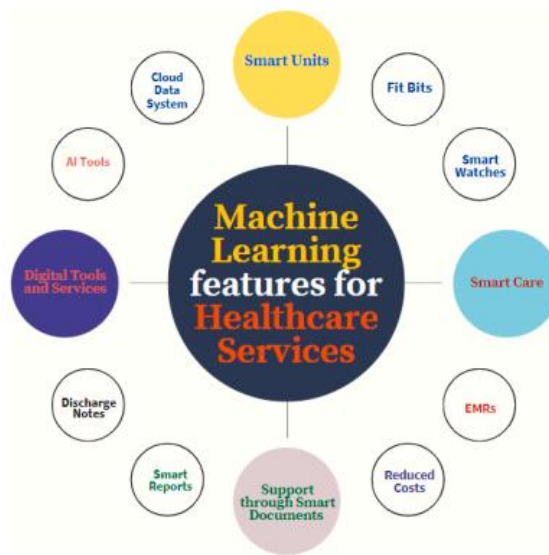 Smart Units
Cloud
Data
System
Fit Bits
AI Tools
Smart
Watches
Machine
Learning
features for
Healthcare
Services
Digital Tools
and Services
Smart Care
Discharge
Notes
EMRs
Smart
Reports
Support
through Smart
Documents
Reduced
Costs